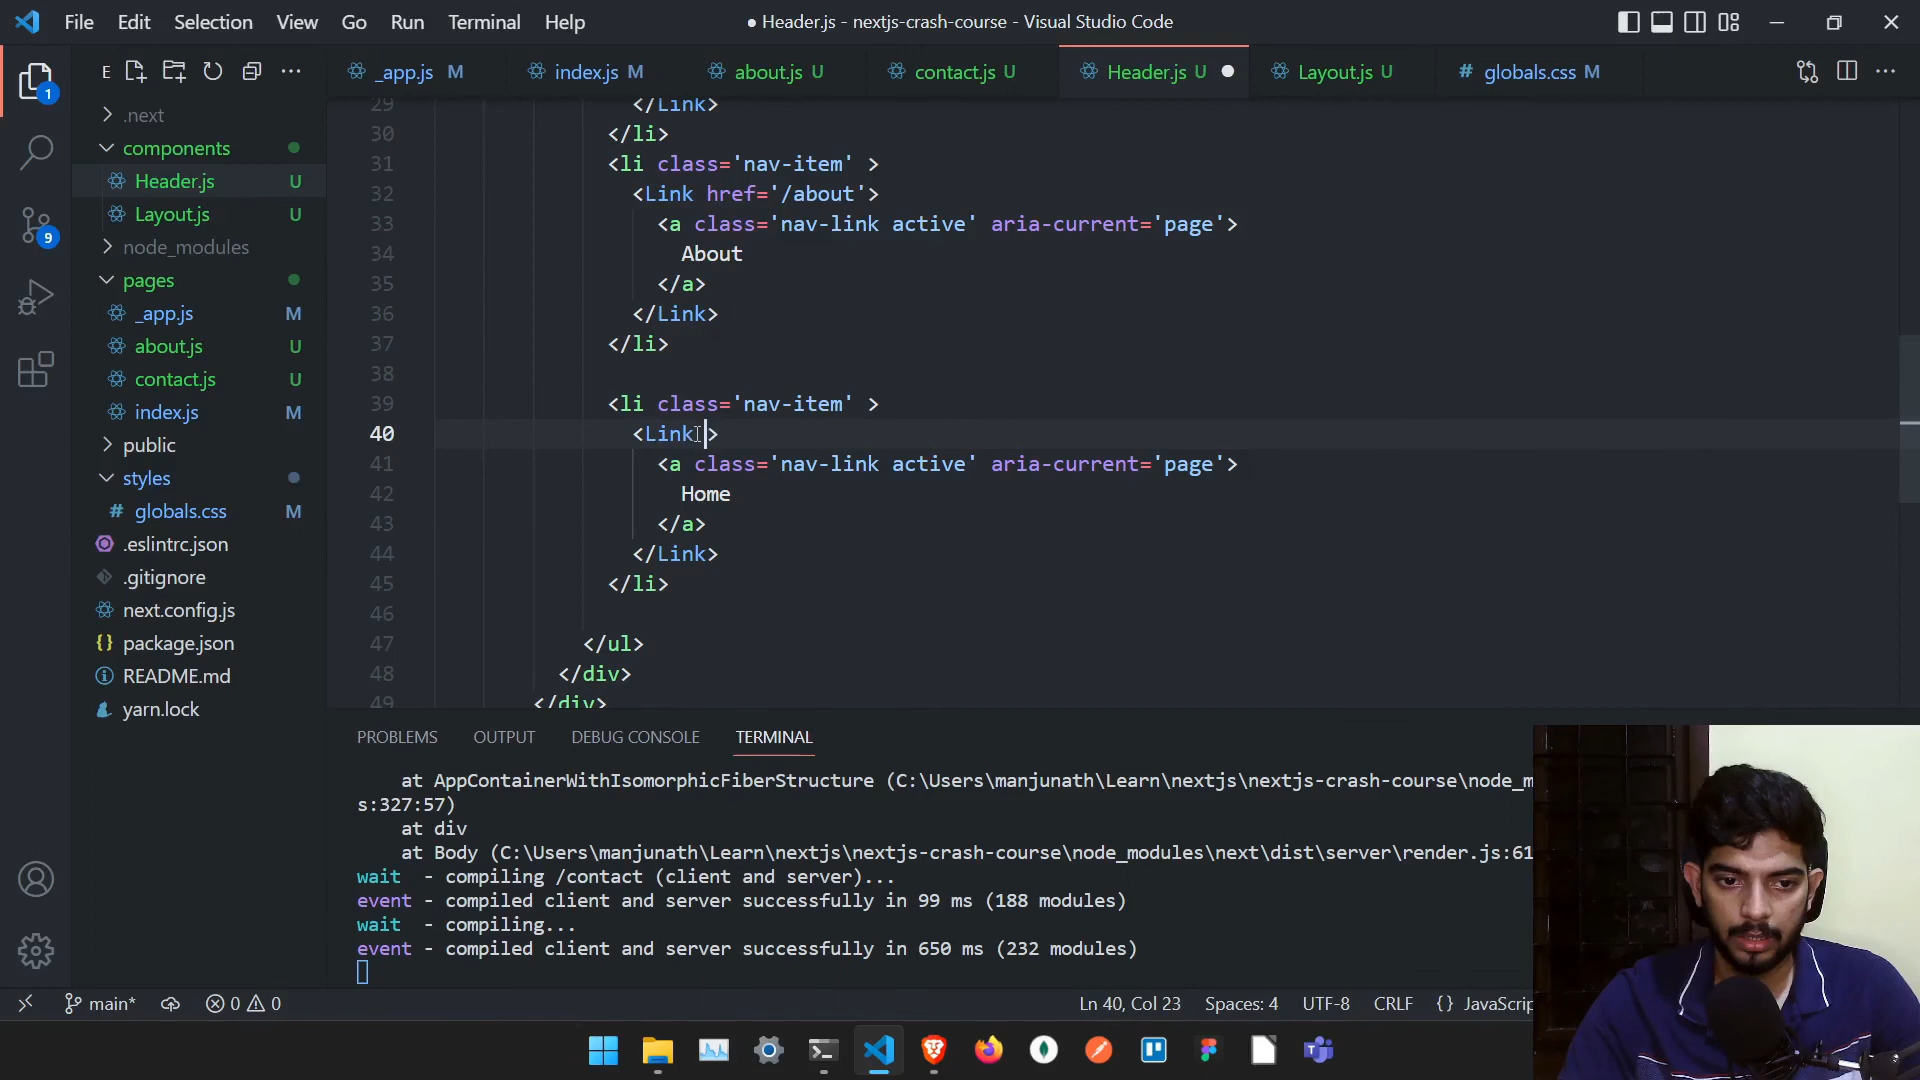 File Edit Selection View Go Run Terminal Help
● Header.js - nextjs-crash-course - Visual Studio Code
E
_app.js M
index.js M
about.js U
contact.js U
Header.js U
Layout.js U
# globals.css M
1
9
.next
components
Header.js U
Layout.js U
node_modules
pages
_app.js M
about.js U
contact.js U
index.js M
public
styles
# globals.css M
.eslintrc.json
.gitignore
next.config.js
{} package.json
README.md
yarn.lock
29 </Link>
30 </li>
31 <li class='nav-item' >
32 <Link href='/about'>
33 <a class='nav-link active' aria-current='page'>
34 About
35 </a>
36 </Link>
37 </li>
38
39 <li class='nav-item' >
40 <Link >
41 <a class='nav-link active' aria-current='page'>
42 Home
43 </a>
44 </Link>
45 </li>
46
47 </ul>
48 </div>
49 </div>
PROBLEMS OUTPUT DEBUG CONSOLE TERMINAL
at AppContainerWithIsomorphicFiberStructure (C:\Users\manjunath\Learn\nextjs\nextjs-crash-course\node_m
s:327:57)
at div
at Body (C:\Users\manjunath\Learn\nextjs\nextjs-crash-course\node_modules\next\dist\server\render.js:61
wait - compiling /contact (client and server)...
event - compiled client and server successfully in 99 ms (188 modules)
wait - compiling...
event - compiled client and server successfully in 650 ms (232 modules)
main* 0 0 Ln 40, Col 23 Spaces: 4 UTF-8 CRLF {} JavaScrip